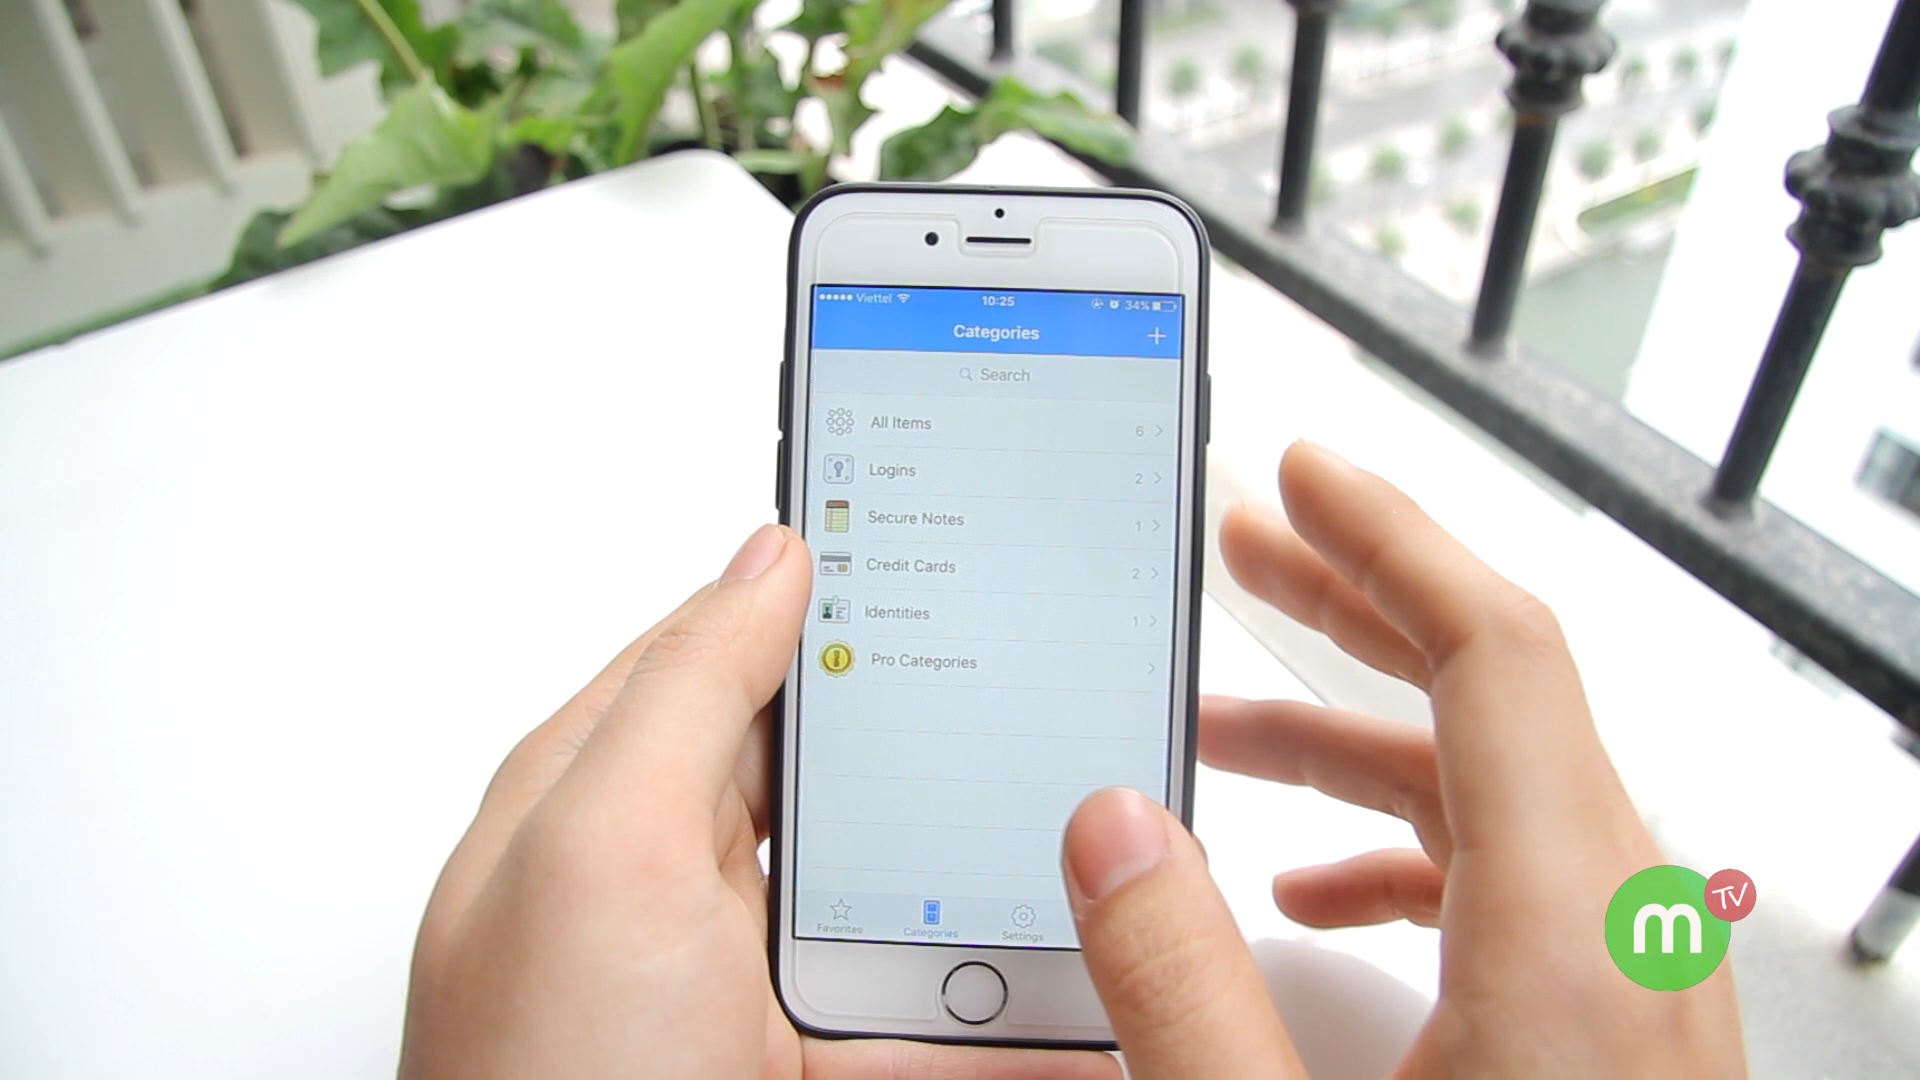 Viettel 10:25 34%
Categories +
Search
All Items 6
Logins 2
Secure Notes 1
Credit Cards 2
Identities 1
Pro Categories
Favorites Categories Settings
m TV